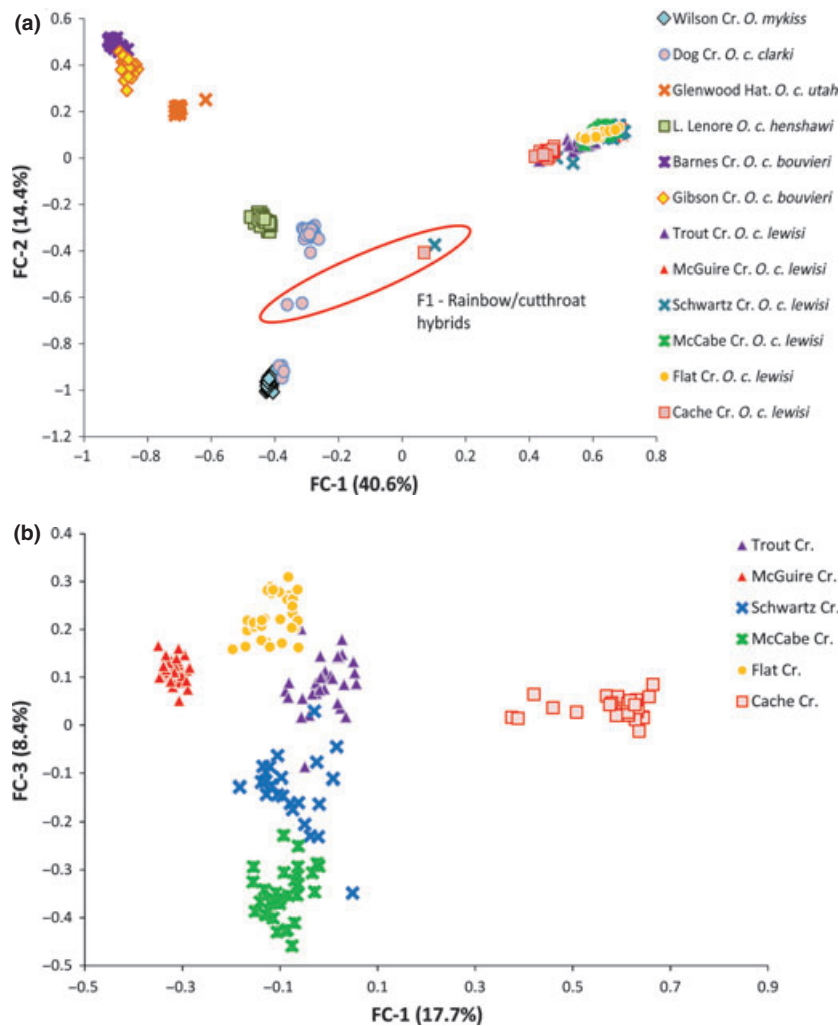 (a)
0.6
0.4
0.2
0
−0.2
−0.4
−0.6
−0.8
−1
−1.2
FC-2 (14.4%)
F1 - Rainbow/cutthroat
hybrids
−1
−0.8
−0.6
−0.4
−0.2
0
0.2
0.4
0.6
0.8
FC-1 (40.6%)
Wilson Cr. O. mykiss
Dog Cr. O. c. clarki
Glenwood Hat. O. c. utah
L. Lenore O. c. henshawi
Barnes Cr. O. c. bouvieri
Gibson Cr. O. c. bouvieri
Trout Cr. O. c. lewisi
McGuire Cr. O. c. lewisi
Schwartz Cr. O. c. lewisi
McCabe Cr. O. c. lewisi
Flat Cr. O. c. lewisi
Cache Cr. O. c. lewisi
(b)
0.4
0.3
0.2
0.1
0
−0.1
−0.2
−0.3
−0.4
−0.5
FC-3 (8.4%)
−0.5
−0.3
−0.1
0.1
0.3
0.5
0.7
0.9
FC-1 (17.7%)
Trout Cr.
McGuire Cr.
Schwartz Cr.
McCabe Cr.
Flat Cr.
Cache Cr.